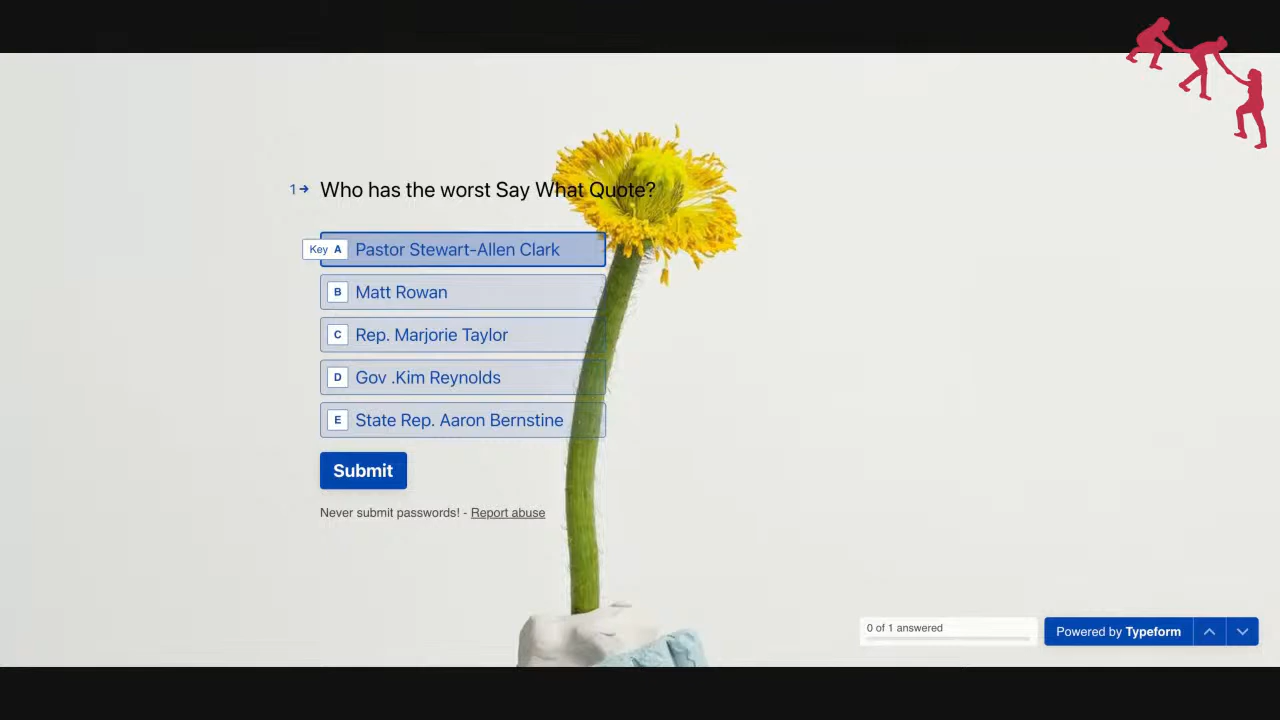 1 Who has the worst Say What Quote?
Key A Pastor Stewart-Allen Clark
B Matt Rowan
C Rep. Marjorie Taylor
D Gov .Kim Reynolds
E State Rep. Aaron Bernstine
Submit
Never submit passwords! - Report abuse
0 of 1 answered
Powered by Typeform